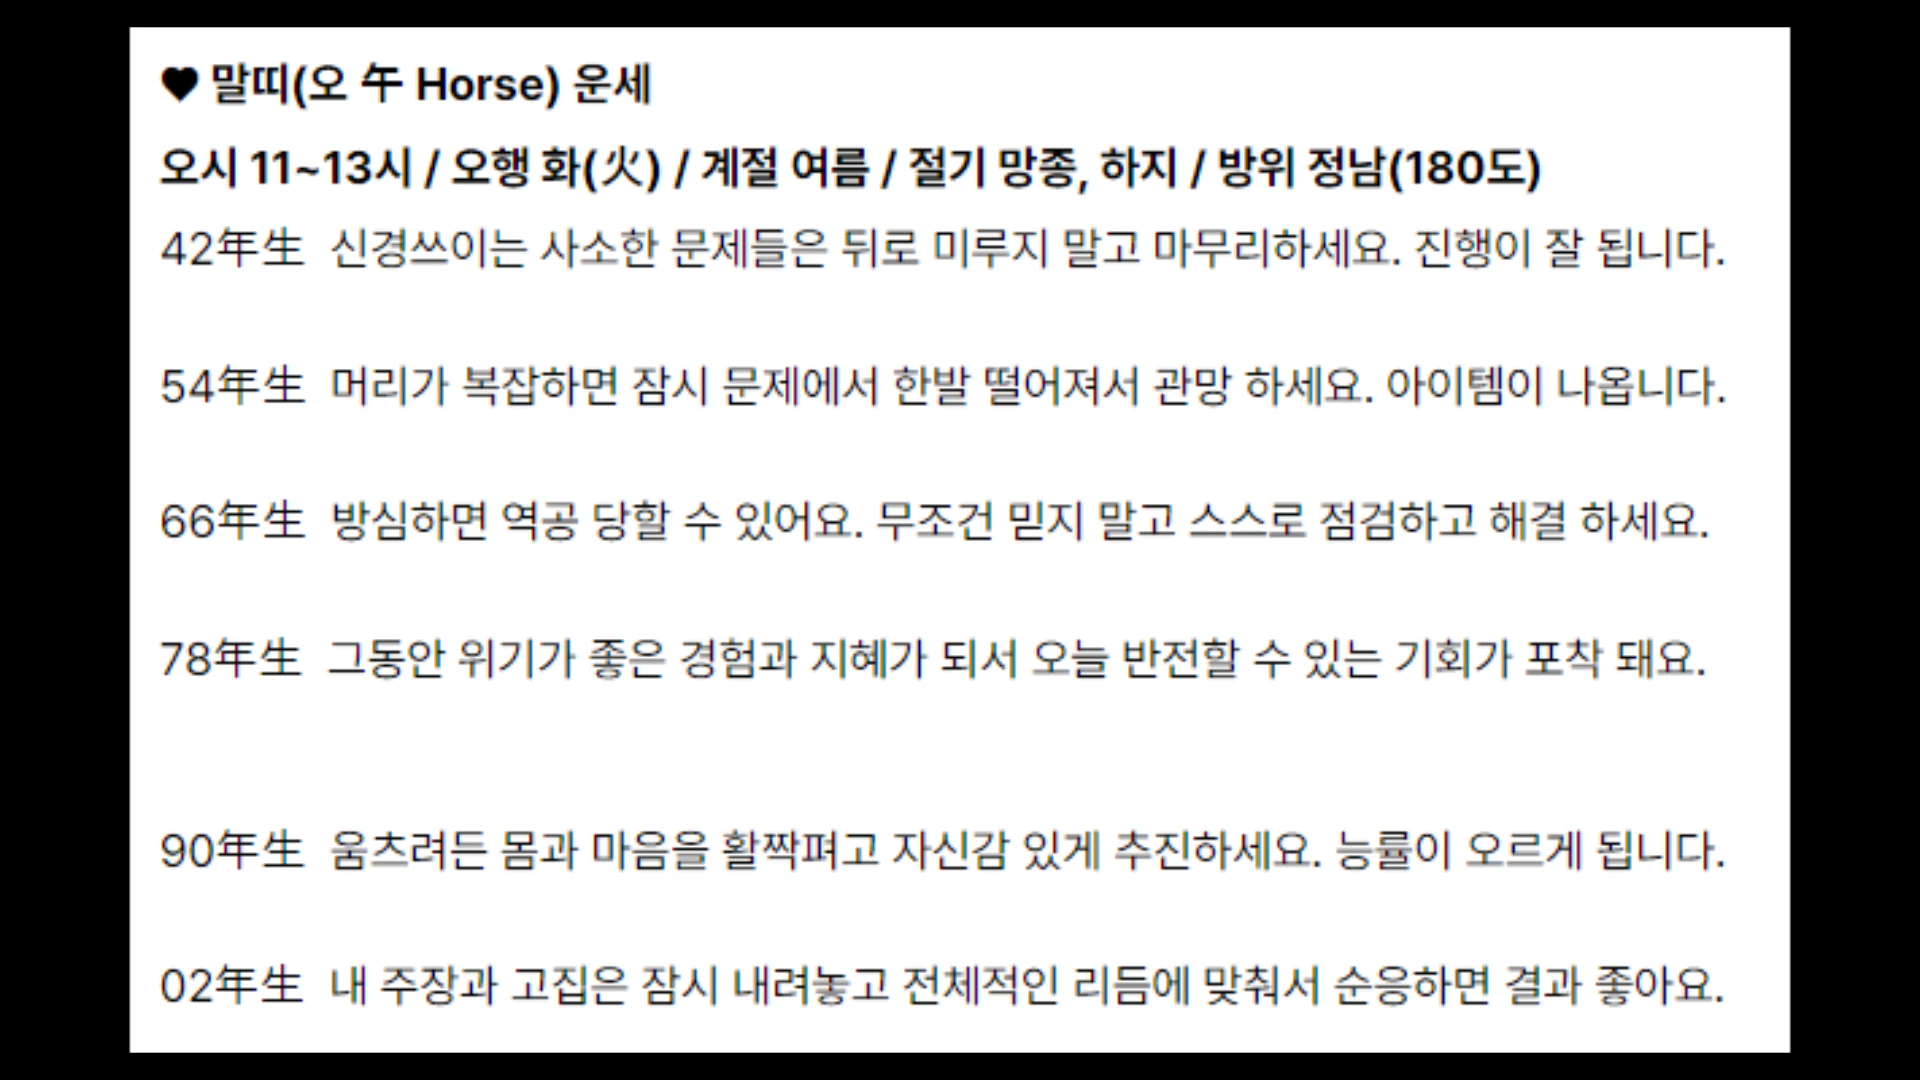 ♥ 말띠(오 午 Horse) 운세
오시 11~13시 / 오행 화(火) / 계절 여름 / 절기 망종, 하지 / 방위 정남(180도)
42年生 신경쓰이는 사소한 문제들은 뒤로 미루지 말고 마무리하세요. 진행이 잘 됩니다.
54年生 머리가 복잡하면 잠시 문제에서 한발 떨어져서 관망 하세요. 아이템이 나옵니다.
66年生 방심하면 역공 당할 수 있어요. 무조건 믿지 말고 스스로 점검하고 해결 하세요.
78年生 그동안 위기가 좋은 경험과 지혜가 되서 오늘 반전할 수 있는 기회가 포착 돼요.
90年生 움츠려든 몸과 마음을 활짝펴고 자신감 있게 추진하세요. 능률이 오르게 됩니다.
02年生 내 주장과 고집은 잠시 내려놓고 전체적인 리듬에 맞춰서 순응하면 결과 좋아요.